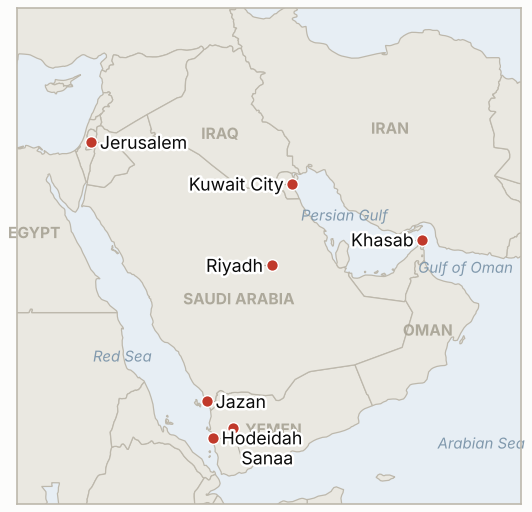 IRAN
IRAQ
Jerusalem
Kuwait City
Persian Gulf
EGYPT
Khasab
Riyadh
Gulf of Oman
SAUDI ARABIA
OMAN
Red Sea
Jazan
YEMEN
Hodeidah
Arabian Sea
Sanaa